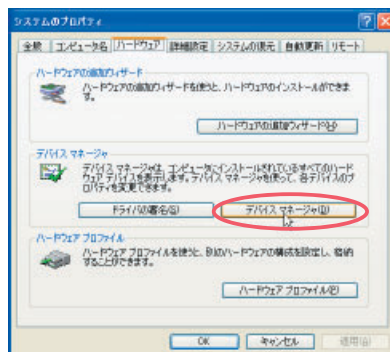 システムのプロパティ
全般 コンピュータ名 ハードウェア 詳細設定 システムの復元 自動更新 リモート
ハードウェアの追加ウィザード
ハードウェアの追加ウィザードを使うと、ハードウェアのインストールができます。
ハードウェアの追加ウィザード(H)
デバイス マネージャ
デバイス マネージャは、コンピュータにインストールされているすべてのハード
ウェア デバイスを表示します。デバイス マネージャを使って、各デバイスのプ
ロパティを変更できます。
ドライバの署名(S)
デバイス マネージャ(D)
ハードウェア プロファイル
ハードウェア プロファイルを使うと、別のハードウェアの構成を設定し、格納
することができます。
ハードウェア プロファイル(P)
OK キャンセル 適用(A)